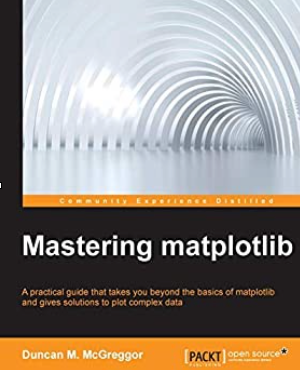 Community Experience Distilled
Mastering matplotlib
A practical guide that takes you beyond the basics of matplotlib
and gives solutions to plot complex data
Duncan M. McGreggor
PACKT
PUBLISHING
open source*